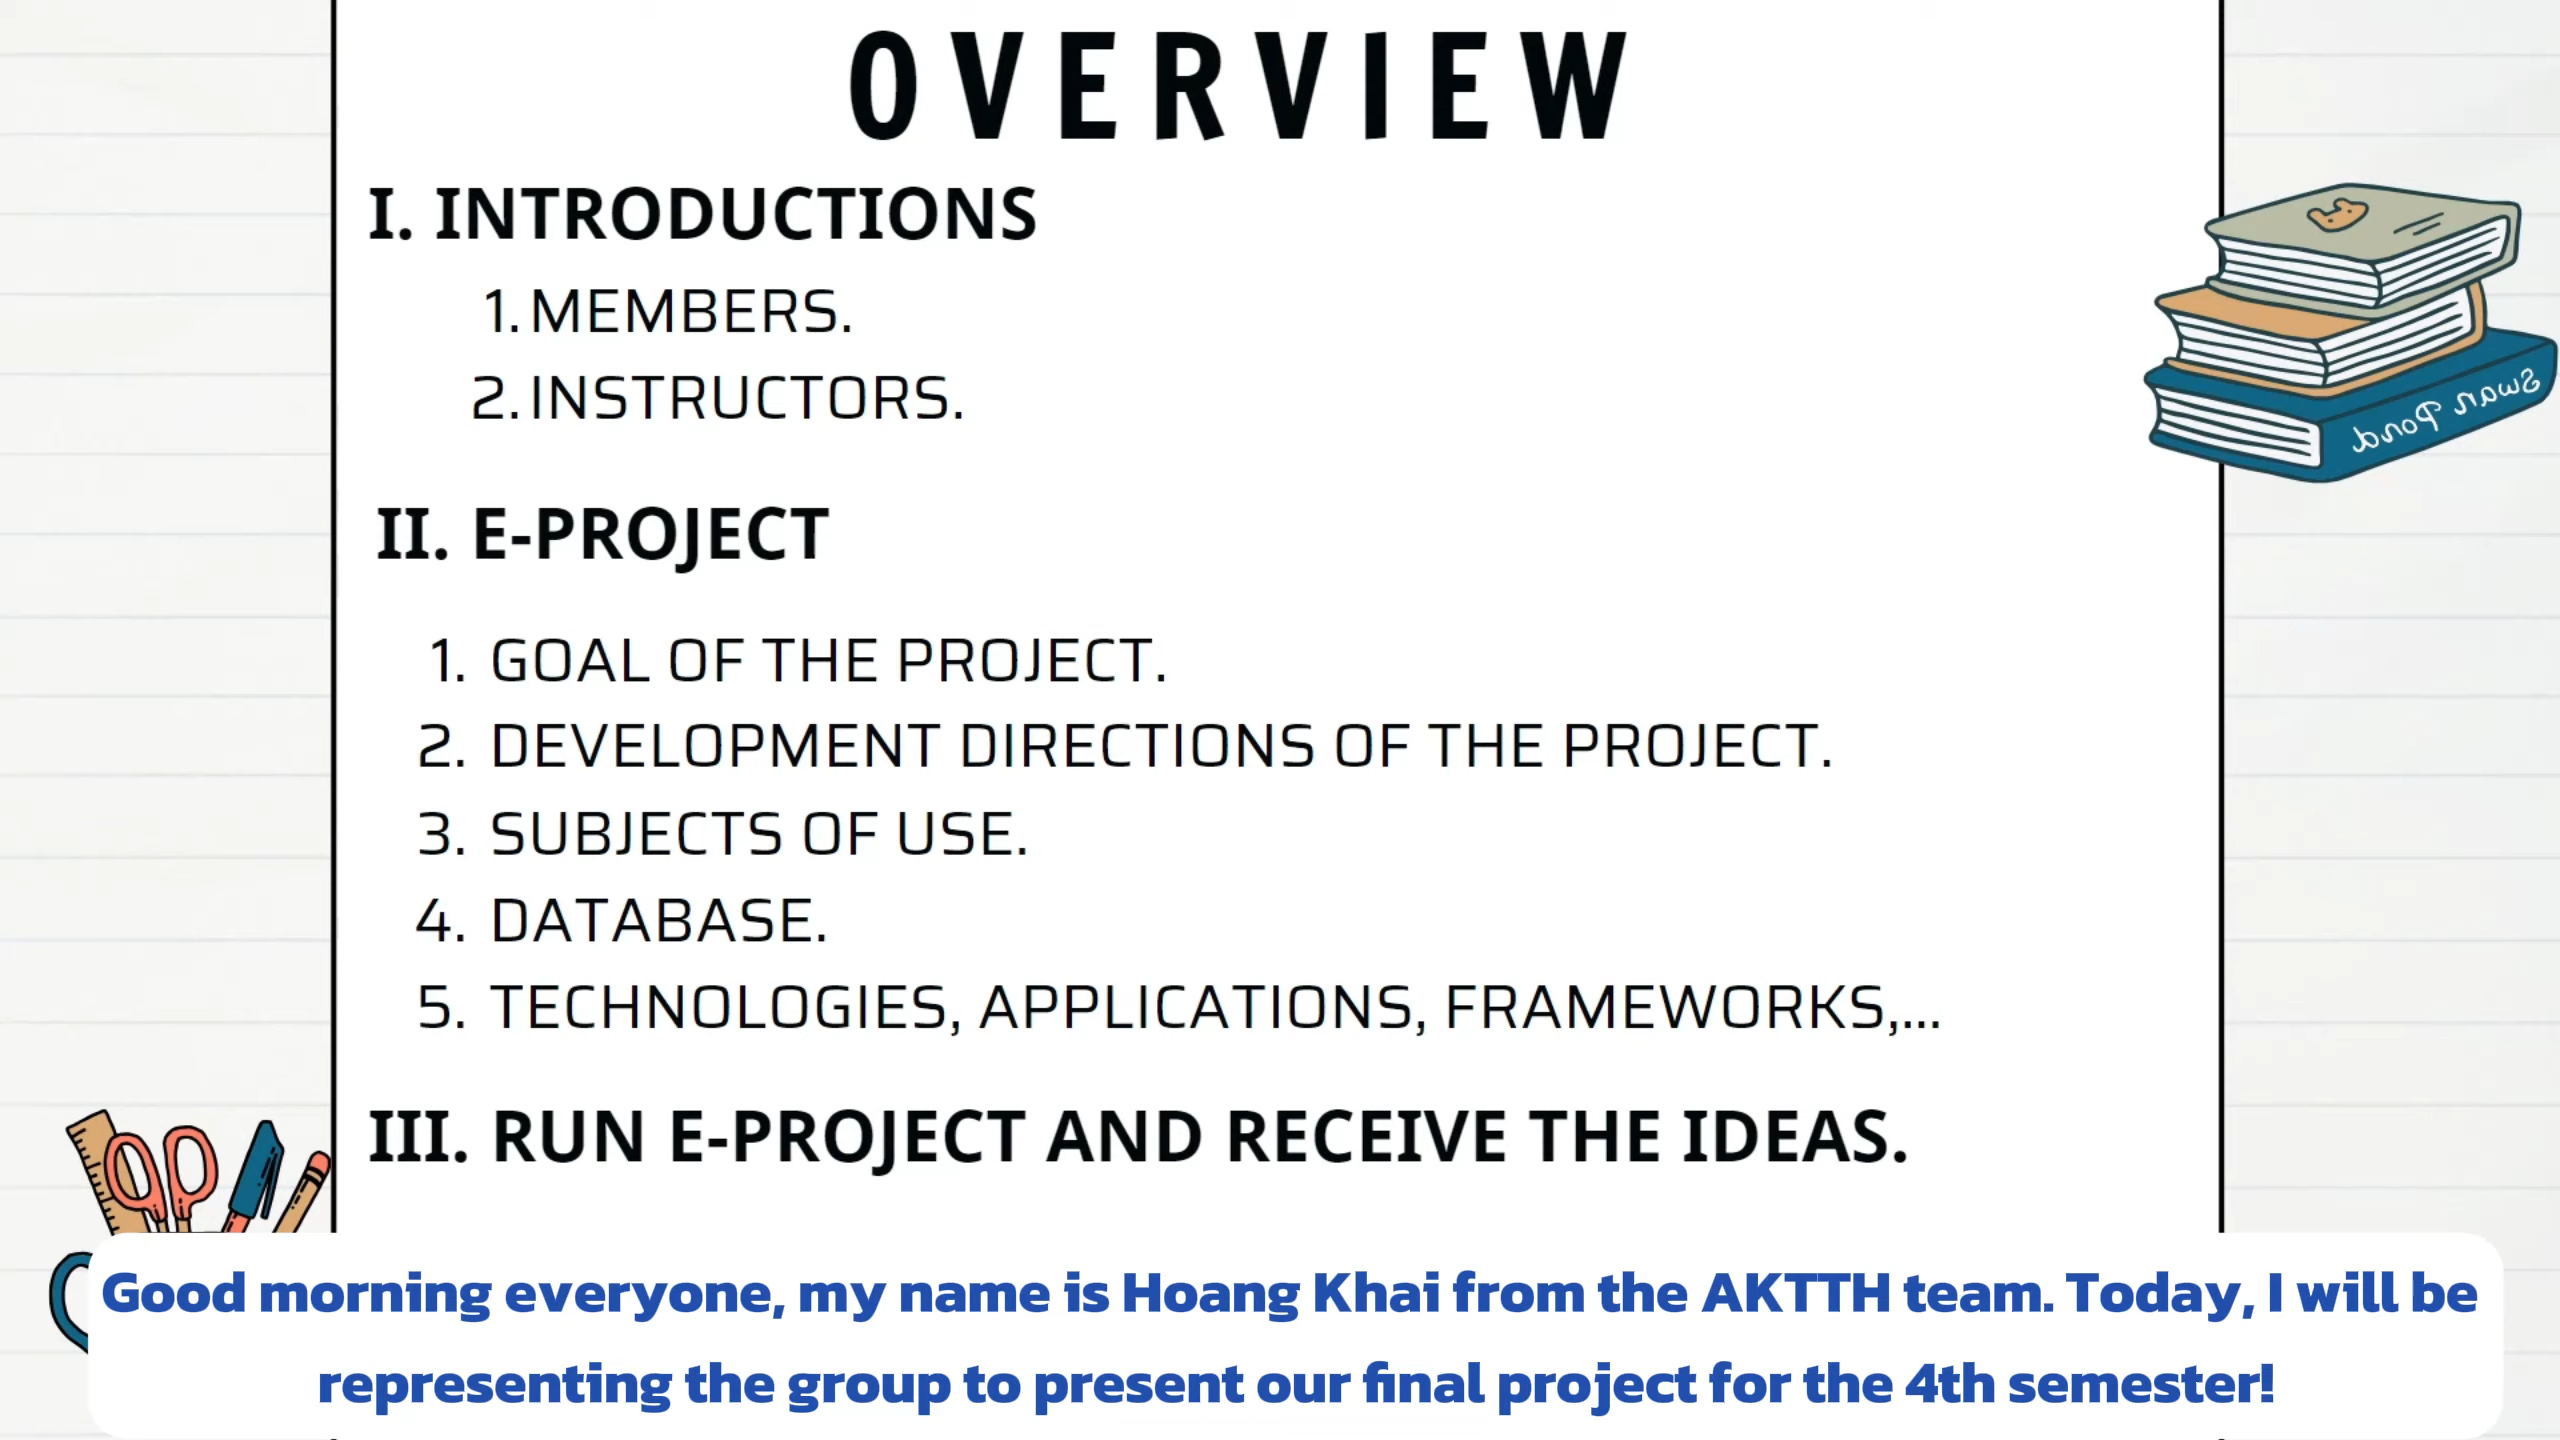 OVERVIEW
I. INTRODUCTIONS
1. MEMBERS.
2. INSTRUCTORS.
Swan Pond
II. E-PROJECT
1. GOAL OF THE PROJECT.
2. DEVELOPMENT DIRECTIONS OF THE PROJECT.
3. SUBJECTS OF USE.
4. DATABASE.
5. TECHNOLOGIES, APPLICATIONS, FRAMEWORKS,...
III. RUN E-PROJECT AND RECEIVE THE IDEAS.
Good morning everyone, my name is Hoang Khai from the AKTTH team. Today, I will be
representing the group to present our final project for the 4th semester!